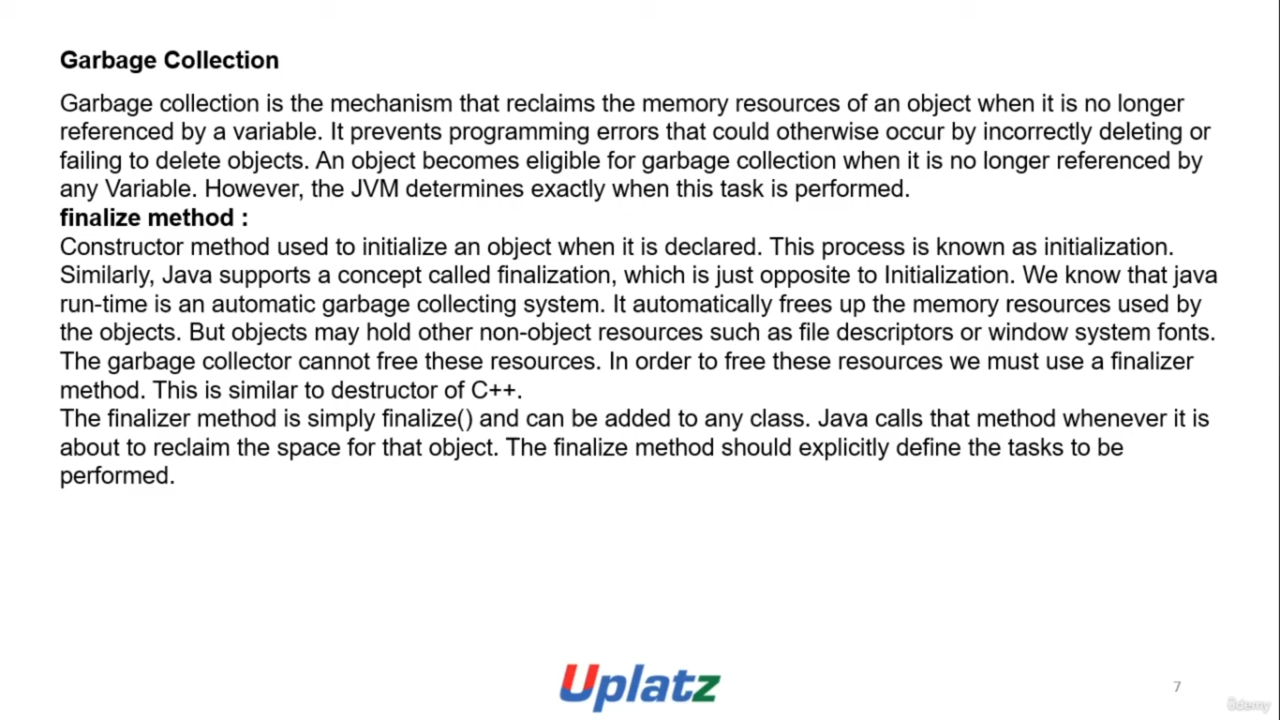 Garbage Collection
Garbage collection is the mechanism that reclaims the memory resources of an object when it is no longer
referenced by a variable. It prevents programming errors that could otherwise occur by incorrectly deleting or
failing to delete objects. An object becomes eligible for garbage collection when it is no longer referenced by
any Variable. However, the JVM determines exactly when this task is performed.
finalize method :
Constructor method used to initialize an object when it is declared. This process is known as initialization.
Similarly, Java supports a concept called finalization, which is just opposite to Initialization. We know that java
run-time is an automatic garbage collecting system. It automatically frees up the memory resources used by
the objects. But objects may hold other non-object resources such as file descriptors or window system fonts.
The garbage collector cannot free these resources. In order to free these resources we must use a finalizer
method. This is similar to destructor of C++.
The finalizer method is simply finalize() and can be added to any class. Java calls that method whenever it is
about to reclaim the space for that object. The finalize method should explicitly define the tasks to be
performed.
Uplatz
7
ûdemy